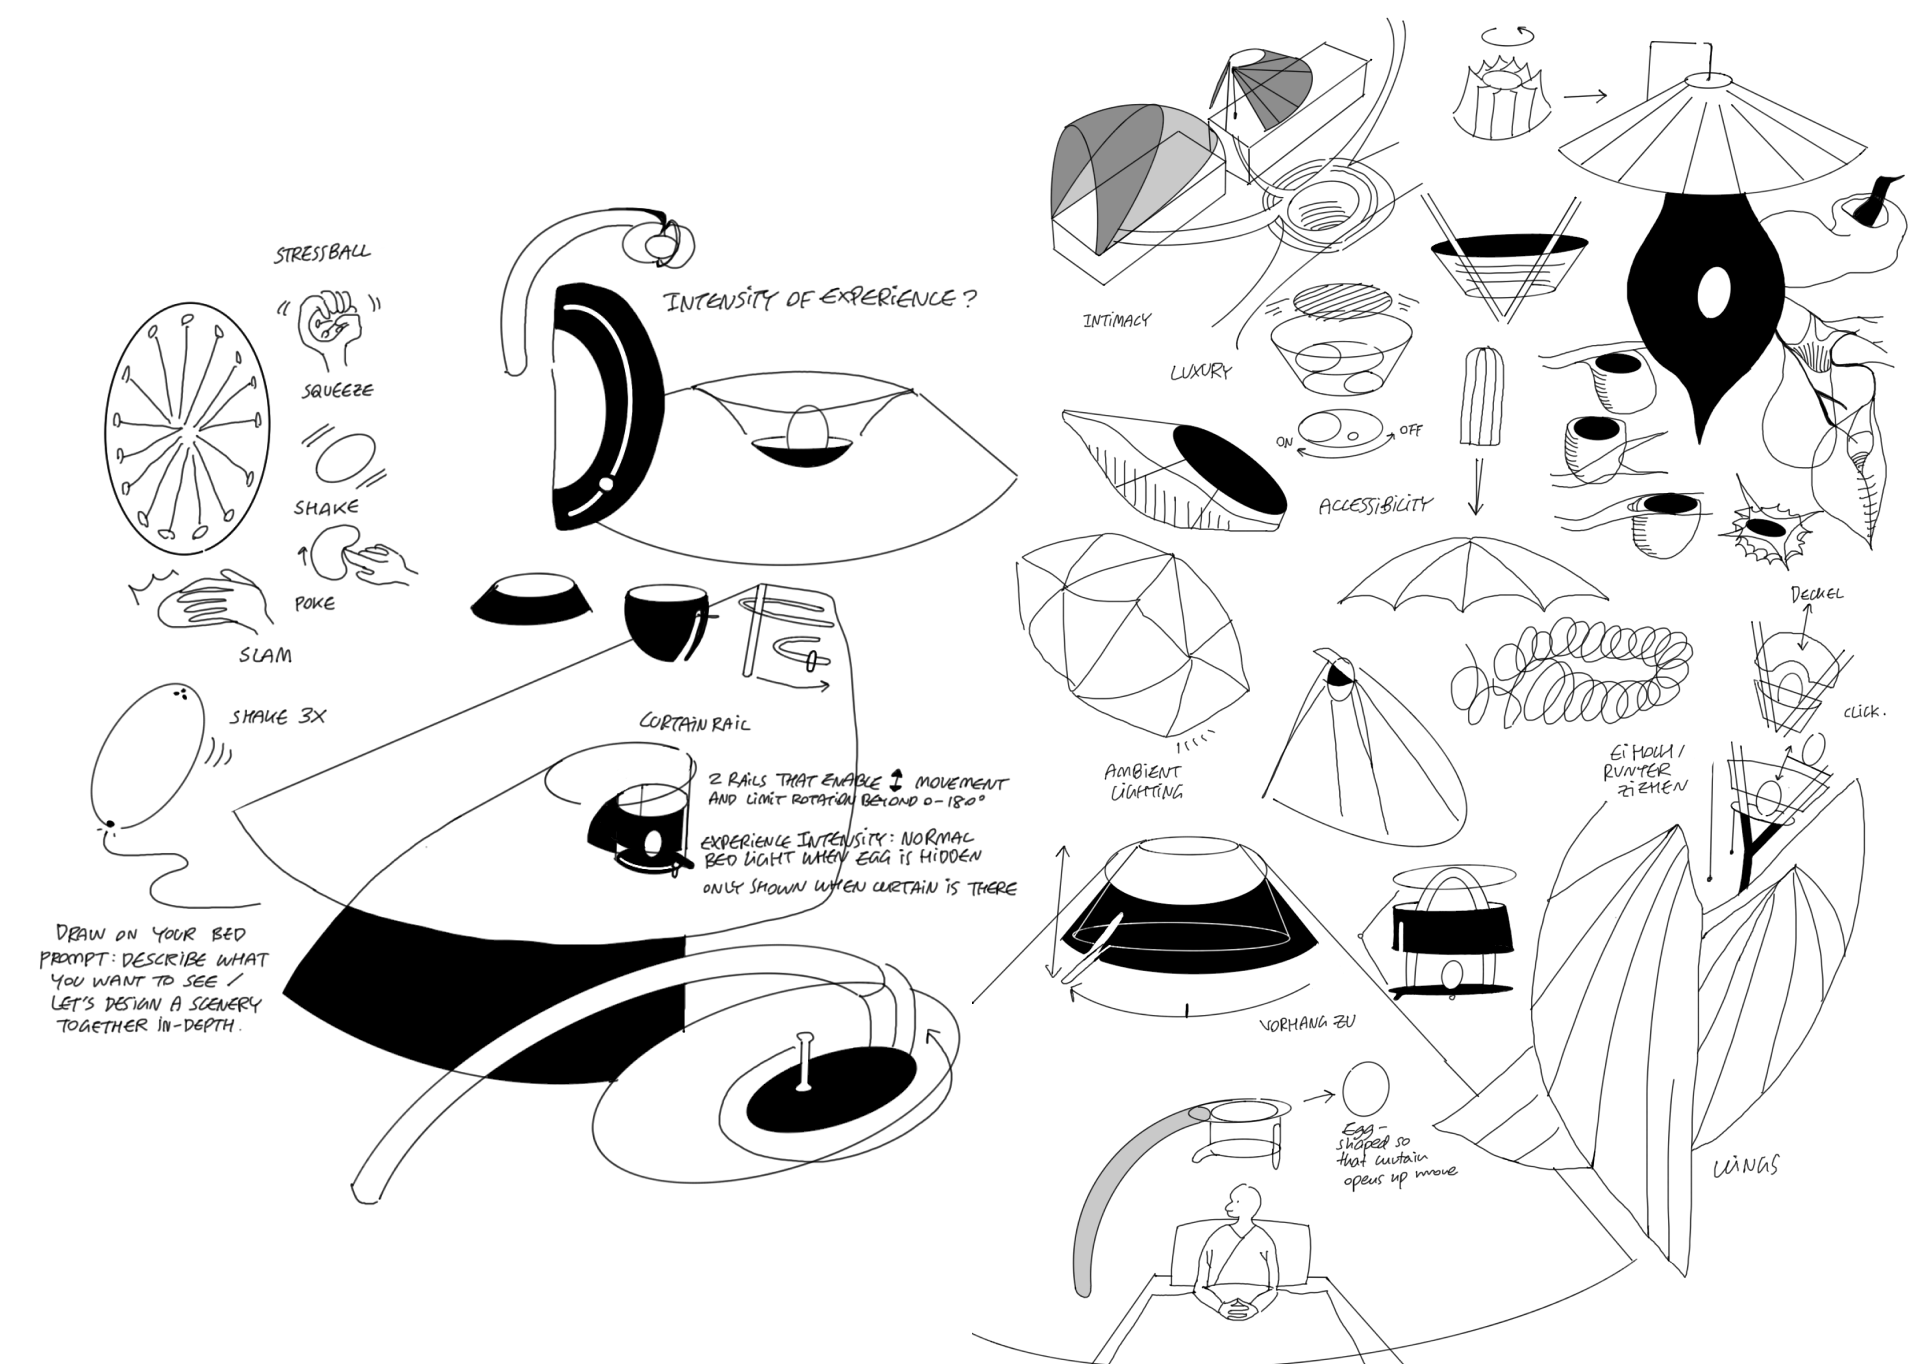 STRESSBALL
SQUEEZE
SHAKE
POKE
SLAM
SHAKE 3X
DRAW ON YOUR BED
PROMPT: DESCRIBE WHAT
YOU WANT TO SEE /
LET'S DESIGN A SCENERY
TOGETHER IN-DEPTH.
INTENSITY OF EXPERIENCE?
CURTAIN RAIL
2 RAILS THAT ENABLE ↕ MOVEMENT
AND LIMIT ROTATION BEYOND 0-180°
EXPERIENCE INTENSITY: NORMAL
BED LIGHT WHEN EGG IS HIDDEN
ONLY SHOWN WHEN CURTAIN IS THERE
INTIMACY
LUXURY
ON
OFF
ACCESSIBILITY
AMBIENT
LIGHTING
DECKEL
CLICK.
EI HOCH /
RUNTER
ZIEHEN
VORHANG ZU
Egg-
shaped so
that curtain
opens up more
WINGS